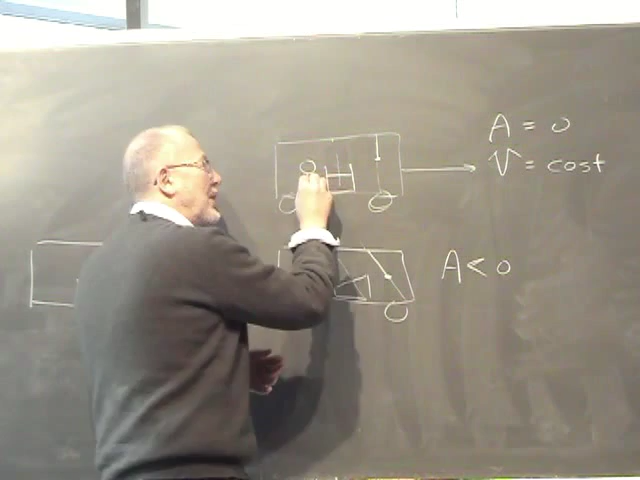 A = 0
V = cost
A < 0